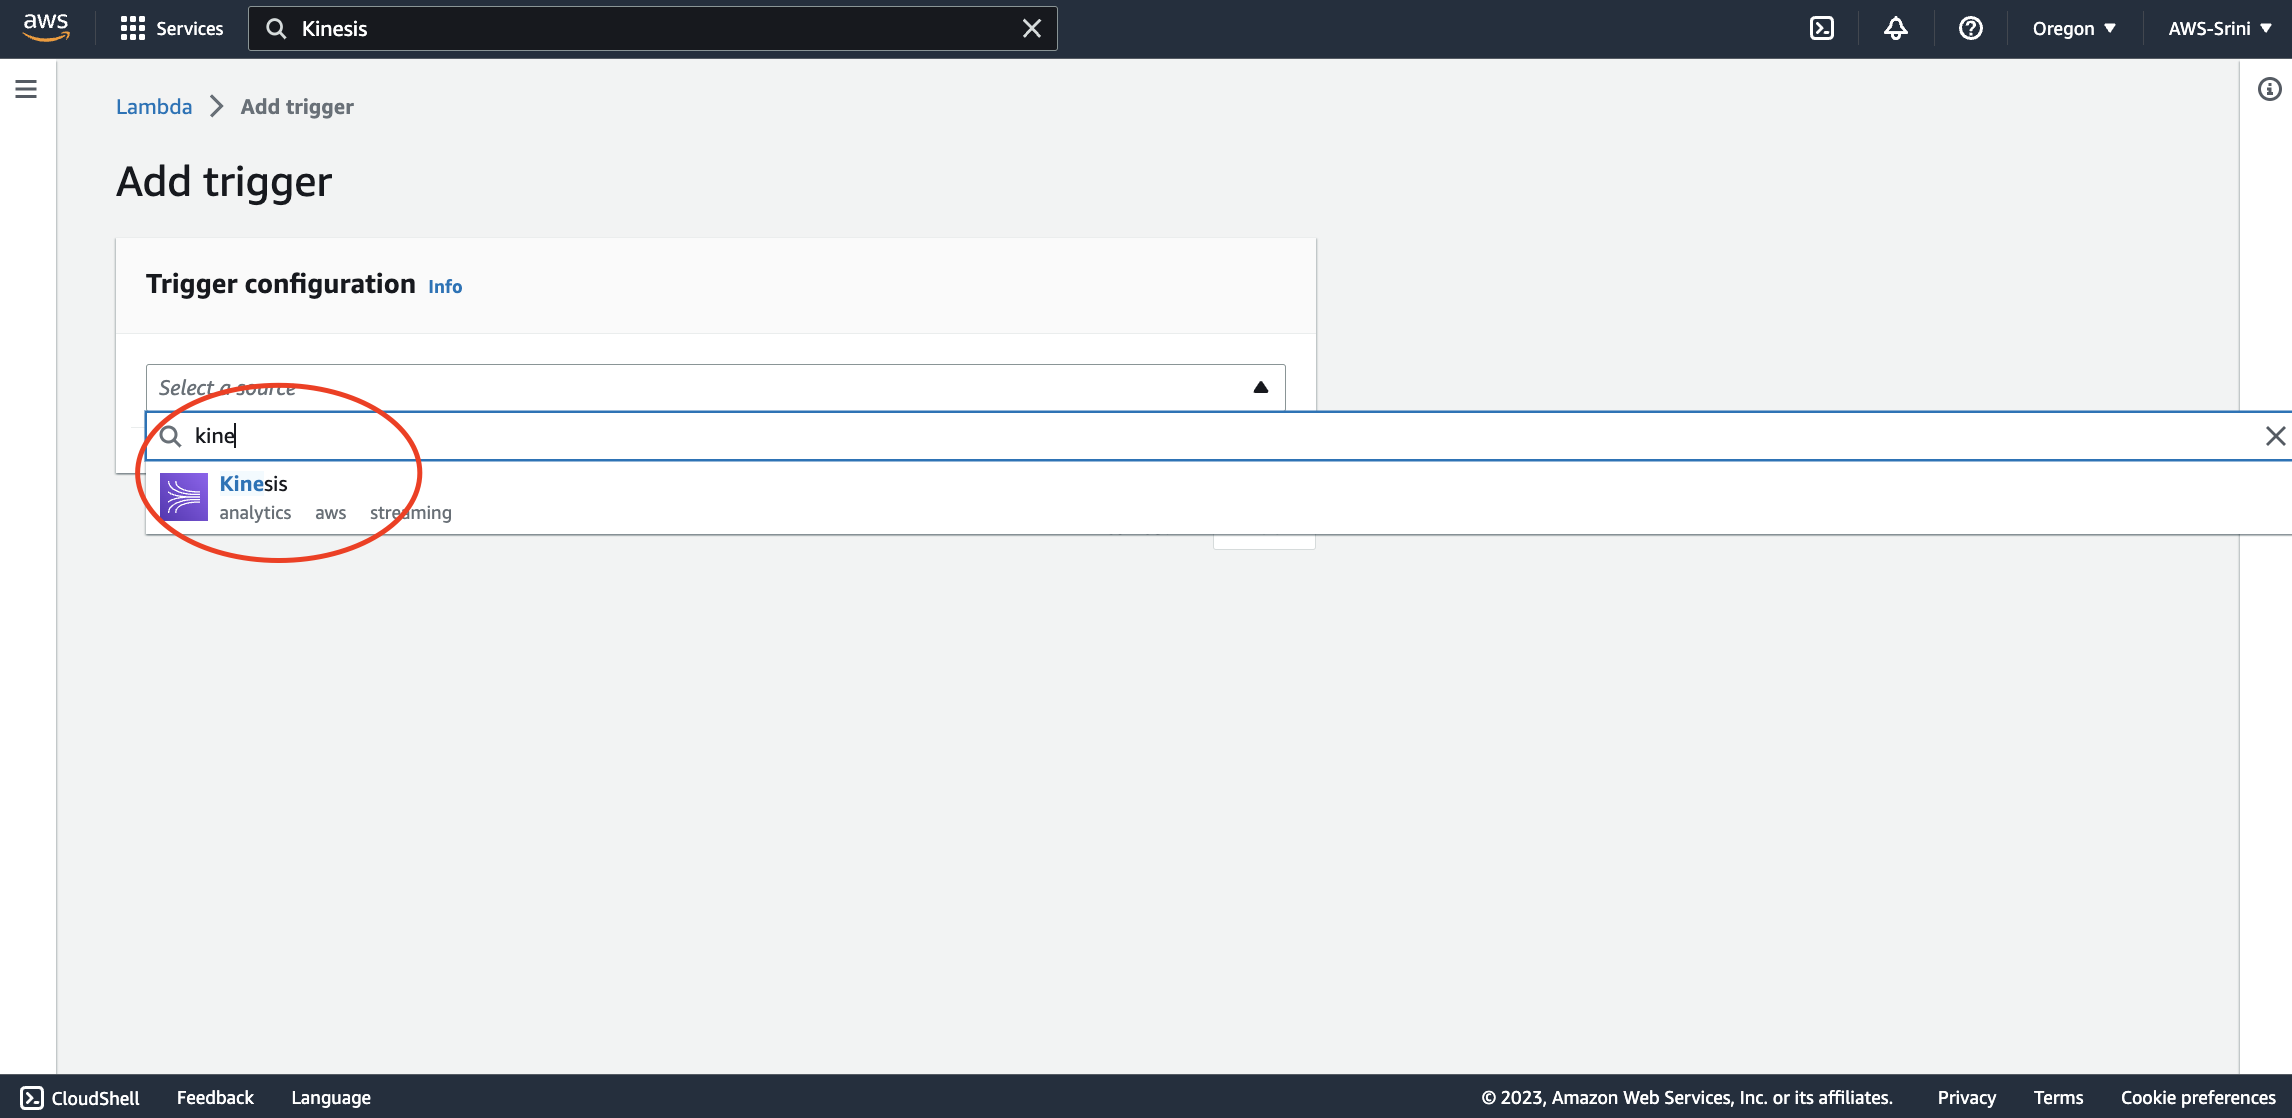 aws Services Kinesis Oregon AWS-Srini
Lambda Add trigger
Add trigger
Trigger configuration Info
Select a source
kine
Kinesis
analytics aws streaming
CloudShell Feedback Language © 2023, Amazon Web Services, Inc. or its affiliates. Privacy Terms Cookie preferences